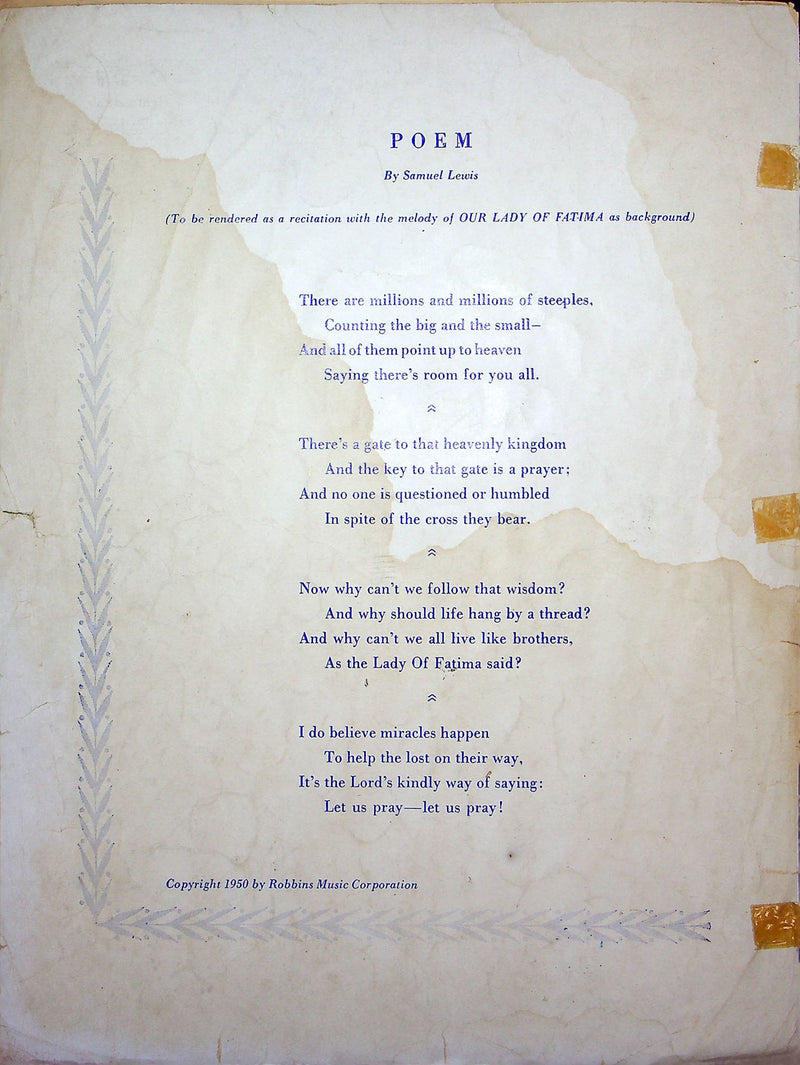 POEM
By Samuel Lewis
(To be rendered as a recitation with the melody of OUR LADY OF FATIMA as background)
There are millions and millions of steeples,
Counting the big and the small—
And all of them point up to heaven
Saying there's room for you all.
There's a gate to that heavenly kingdom
And the key to that gate is a prayer;
And no one is questioned or humbled
In spite of the cross they bear.
Now why can't we follow that wisdom?
And why should life hang by a thread?
And why can't we all live like brothers,
As the Lady Of Fatima said?
I do believe miracles happen
To help the lost on their way,
It's the Lord's kindly way of saying:
Let us pray—let us pray!
Copyright 1950 by Robbins Music Corporation